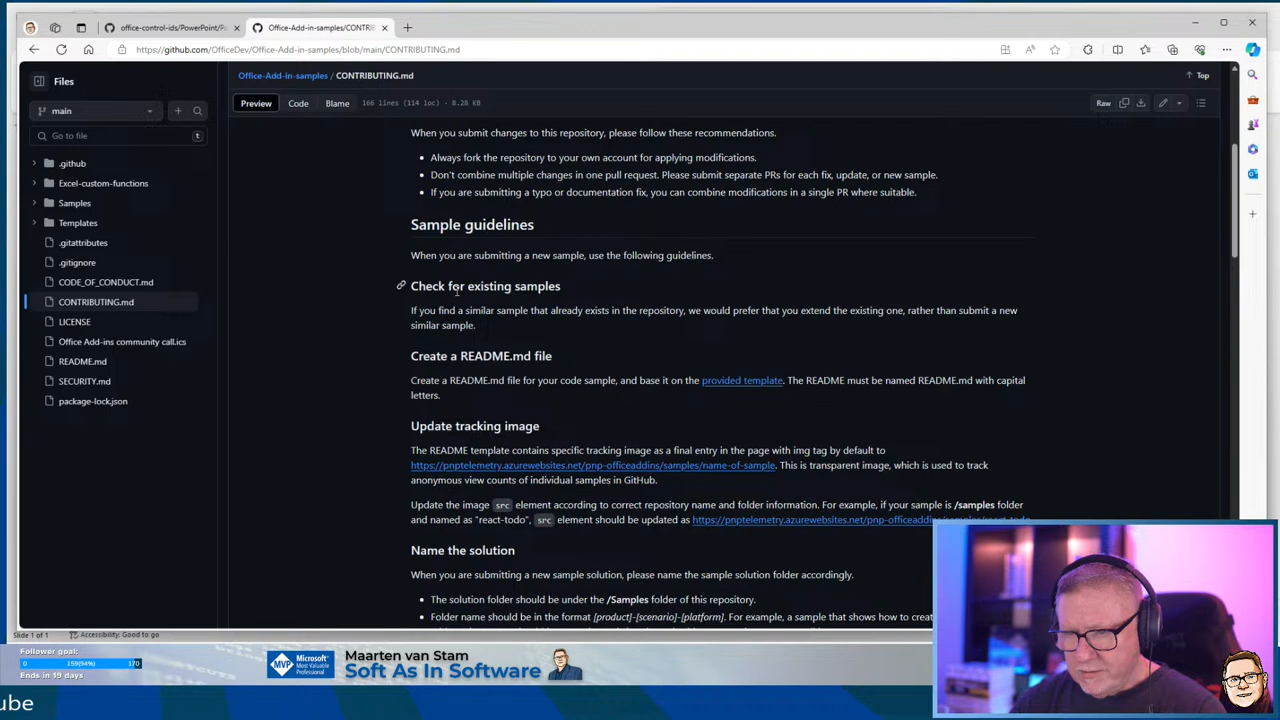 office-control-ids/PowerPoint/Po
Office-Add-in-samples/CONTRIB
https://github.com/OfficeDev/Office-Add-in-samples/blob/main/CONTRIBUTING.md
Files
main
Go to file
t
.github
Excel-custom-functions
Samples
Templates
.gitattributes
.gitignore
CODE_OF_CONDUCT.md
CONTRIBUTING.md
LICENSE
Office Add-ins community call.ics
README.md
SECURITY.md
package-lock.json
Office-Add-in-samples / CONTRIBUTING.md
Top
Preview Code Blame 166 lines (114 loc) · 8.28 KB
Raw
When you submit changes to this repository, please follow these recommendations.
• Always fork the repository to your own account for applying modifications.
• Don't combine multiple changes in one pull request. Please submit separate PRs for each fix, update, or new sample.
• If you are submitting a typo or documentation fix, you can combine modifications in a single PR where suitable.
Sample guidelines
When you are submitting a new sample, use the following guidelines.
Check for existing samples
If you find a similar sample that already exists in the repository, we would prefer that you extend the existing one, rather than submit a new
similar sample.
Create a README.md file
Create a README.md file for your code sample, and base it on the provided template. The README must be named README.md with capital
letters.
Update tracking image
The README template contains specific tracking image as a final entry in the page with img tag by default to
https://pnptelemetry.azurewebsites.net/pnp-officeaddins/samples/name-of-sample. This is transparent image, which is used to track
anonymous view counts of individual samples in GitHub.
Update the image src element according to correct repository name and folder information. For example, if your sample is /samples folder
and named as "react-todo", src element should be updated as https://pnptelemetry.azurewebsites.net/pnp-officeaddins/samples/react-todo
Name the solution
When you are submitting a new sample solution, please name the sample solution folder accordingly.
• The solution folder should be under the /Samples folder of this repository.
• Folder name should be in the format [product]-[scenario]-[platform]. For example, a sample that shows how to creat
Slide 1 of 1
Accessibility: Good to go
Follower goal:
0 159(94%) 170
Ends in 19 days
MVP Microsoft Most Valuable Professional
Maarten van Stam
Soft As In Software
ube